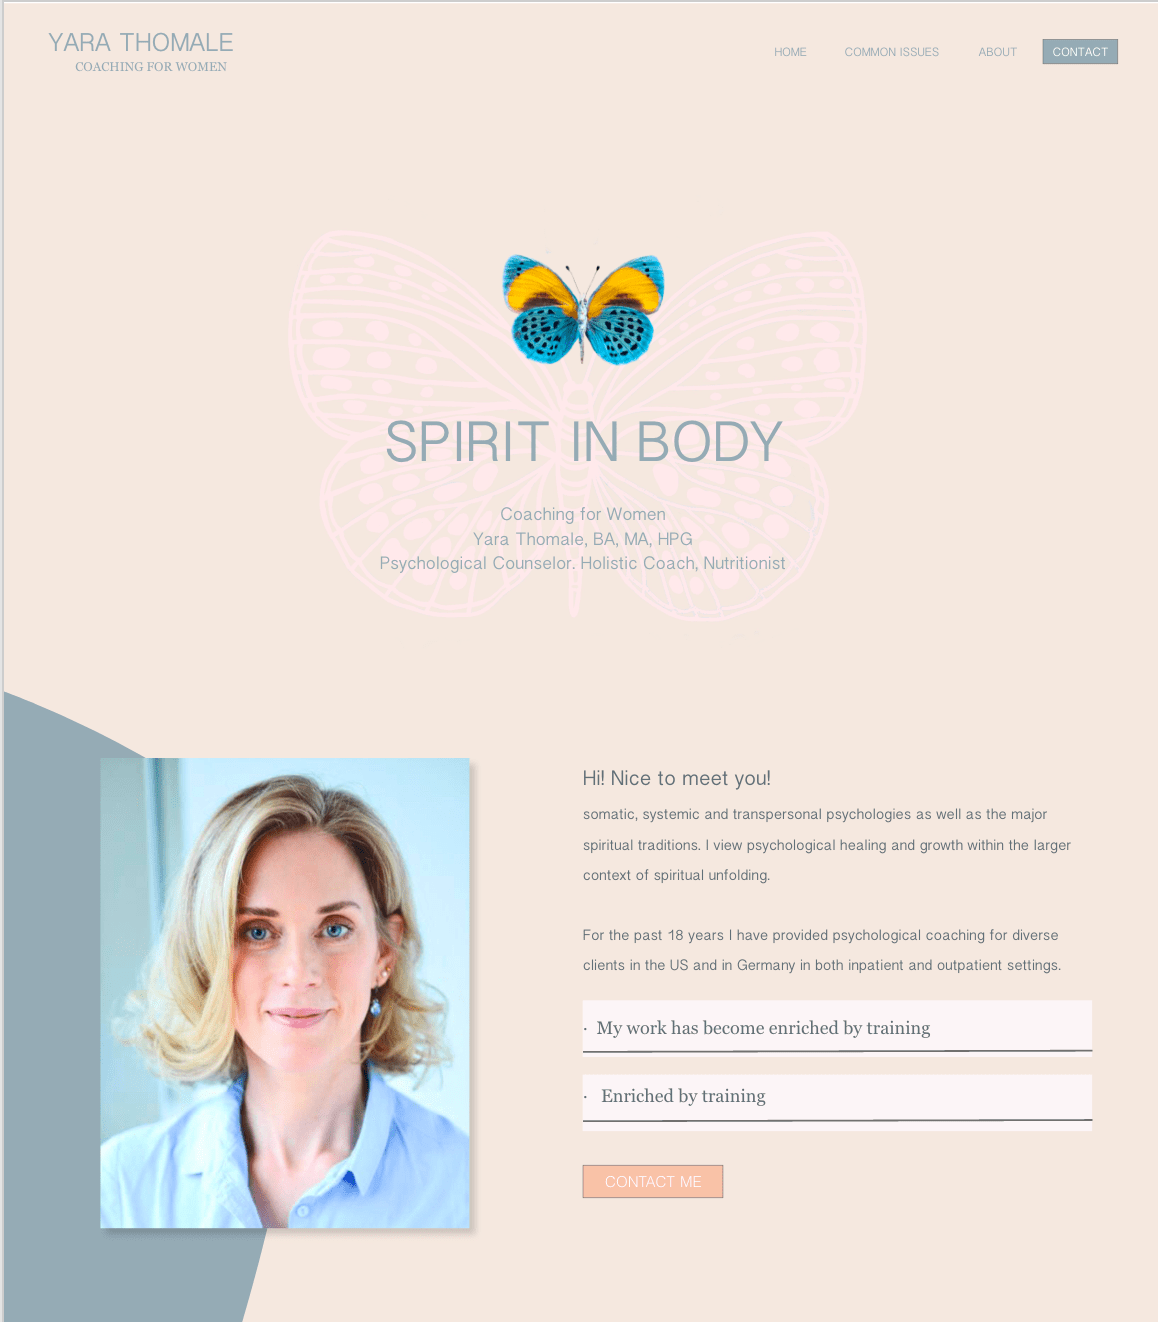 YARA THOMALE
COACHING FOR WOMEN
HOME COMMON ISSUES ABOUT CONTACT
SPIRIT IN BODY
Coaching for Women
Yara Thomale, BA, MA, HPG
Psychological Counselor. Holistic Coach, Nutritionist
Hi! Nice to meet you!
somatic, systemic and transpersonal psychologies as well as the major
spiritual traditions. I view psychological healing and growth within the larger
context of spiritual unfolding.
For the past 18 years I have provided psychological coaching for diverse
clients in the US and in Germany in both inpatient and outpatient settings.
· My work has become enriched by training
· Enriched by training
CONTACT ME